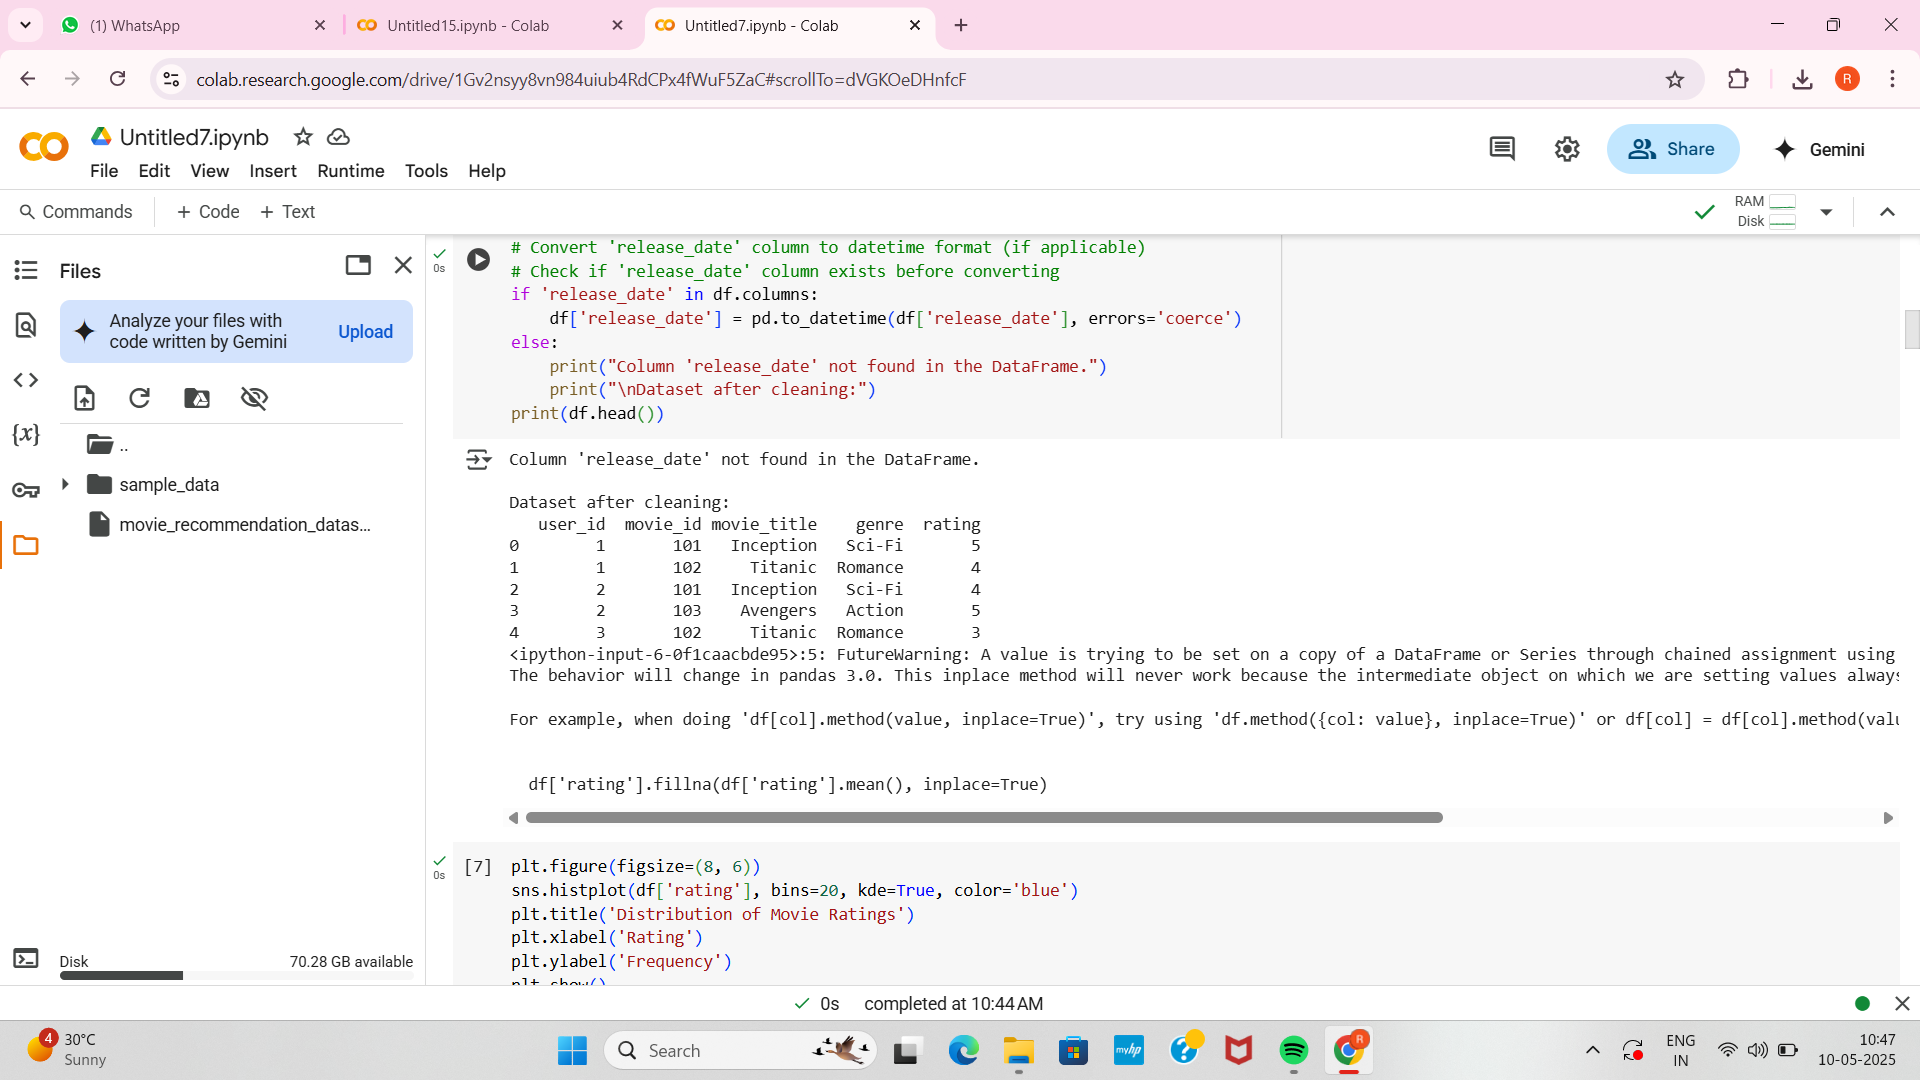 (1) WhatsApp
Untitled15.ipynb - Colab
Untitled7.ipynb - Colab
colab.research.google.com/drive/1Gv2nsyy8vn984uiub4RdCPx4fWuF5ZaC#scrollTo=dVGKOeDHnfcF
R
Untitled7.ipynb
File Edit View Insert Runtime Tools Help
Share
Gemini
Commands
+ Code + Text
RAM
Disk
Files
Analyze your files with
code written by Gemini
Upload
{x}
..
sample_data
movie_recommendation_datas...
Disk 70.28 GB available
0s
# Convert 'release_date' column to datetime format (if applicable)
# Check if 'release_date' column exists before converting
if 'release_date' in df.columns:
    df['release_date'] = pd.to_datetime(df['release_date'], errors='coerce')
else:
    print("Column 'release_date' not found in the DataFrame.")
    print("\nDataset after cleaning:")
print(df.head())
Column 'release_date' not found in the DataFrame.
Dataset after cleaning:
   user_id  movie_id movie_title    genre  rating
0        1       101   Inception   Sci-Fi       5
1        1       102     Titanic  Romance       4
2        2       101   Inception   Sci-Fi       4
3        2       103    Avengers   Action       5
4        3       102     Titanic  Romance       3
<ipython-input-6-0f1caacbde95>:5: FutureWarning: A value is trying to be set on a copy of a DataFrame or Series through chained assignment using
The behavior will change in pandas 3.0. This inplace method will never work because the intermediate object on which we are setting values always
For example, when doing 'df[col].method(value, inplace=True)', try using 'df.method({col: value}, inplace=True)' or df[col] = df[col].method(valu
  df['rating'].fillna(df['rating'].mean(), inplace=True)
0s
[7] plt.figure(figsize=(8, 6))
sns.histplot(df['rating'], bins=20, kde=True, color='blue')
plt.title('Distribution of Movie Ratings')
plt.xlabel('Rating')
plt.ylabel('Frequency')
plt.show()
0s completed at 10:44 AM
4
30°C
Sunny
Search
myhp
R
ENG
IN
10:47
10-05-2025